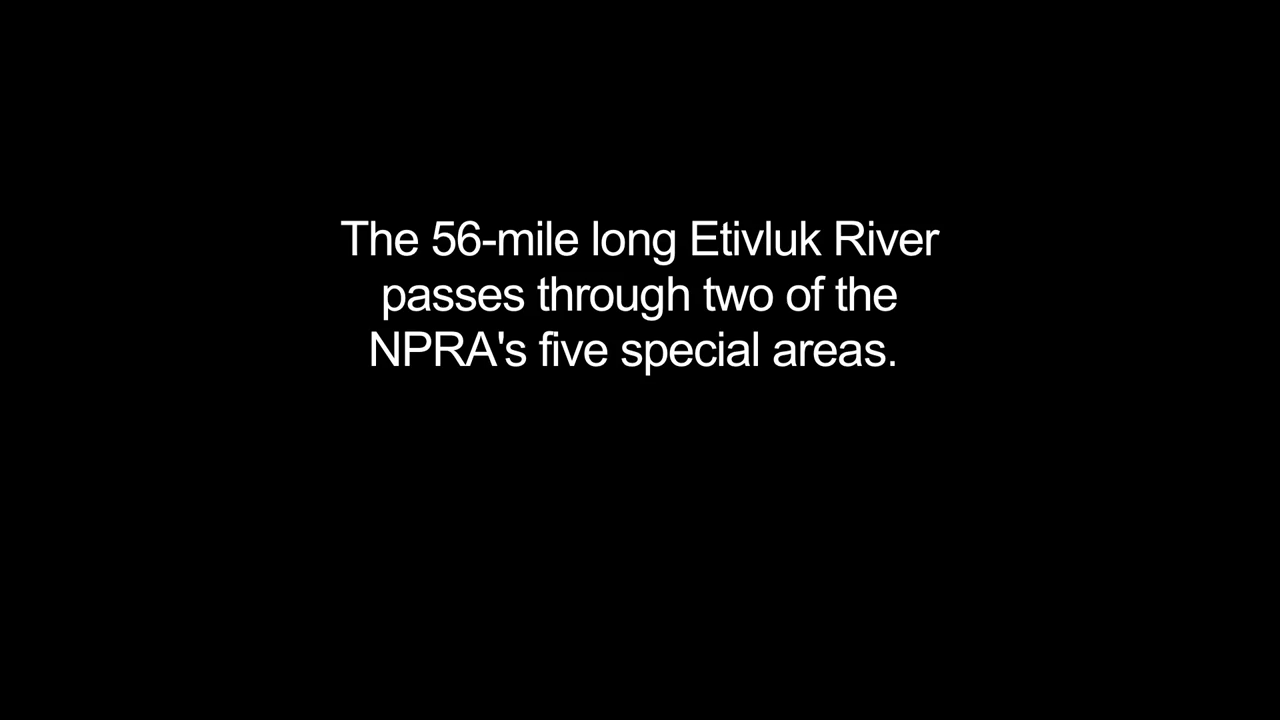 The 56-mile long Etivluk River
passes through two of the
NPRA's five special areas.